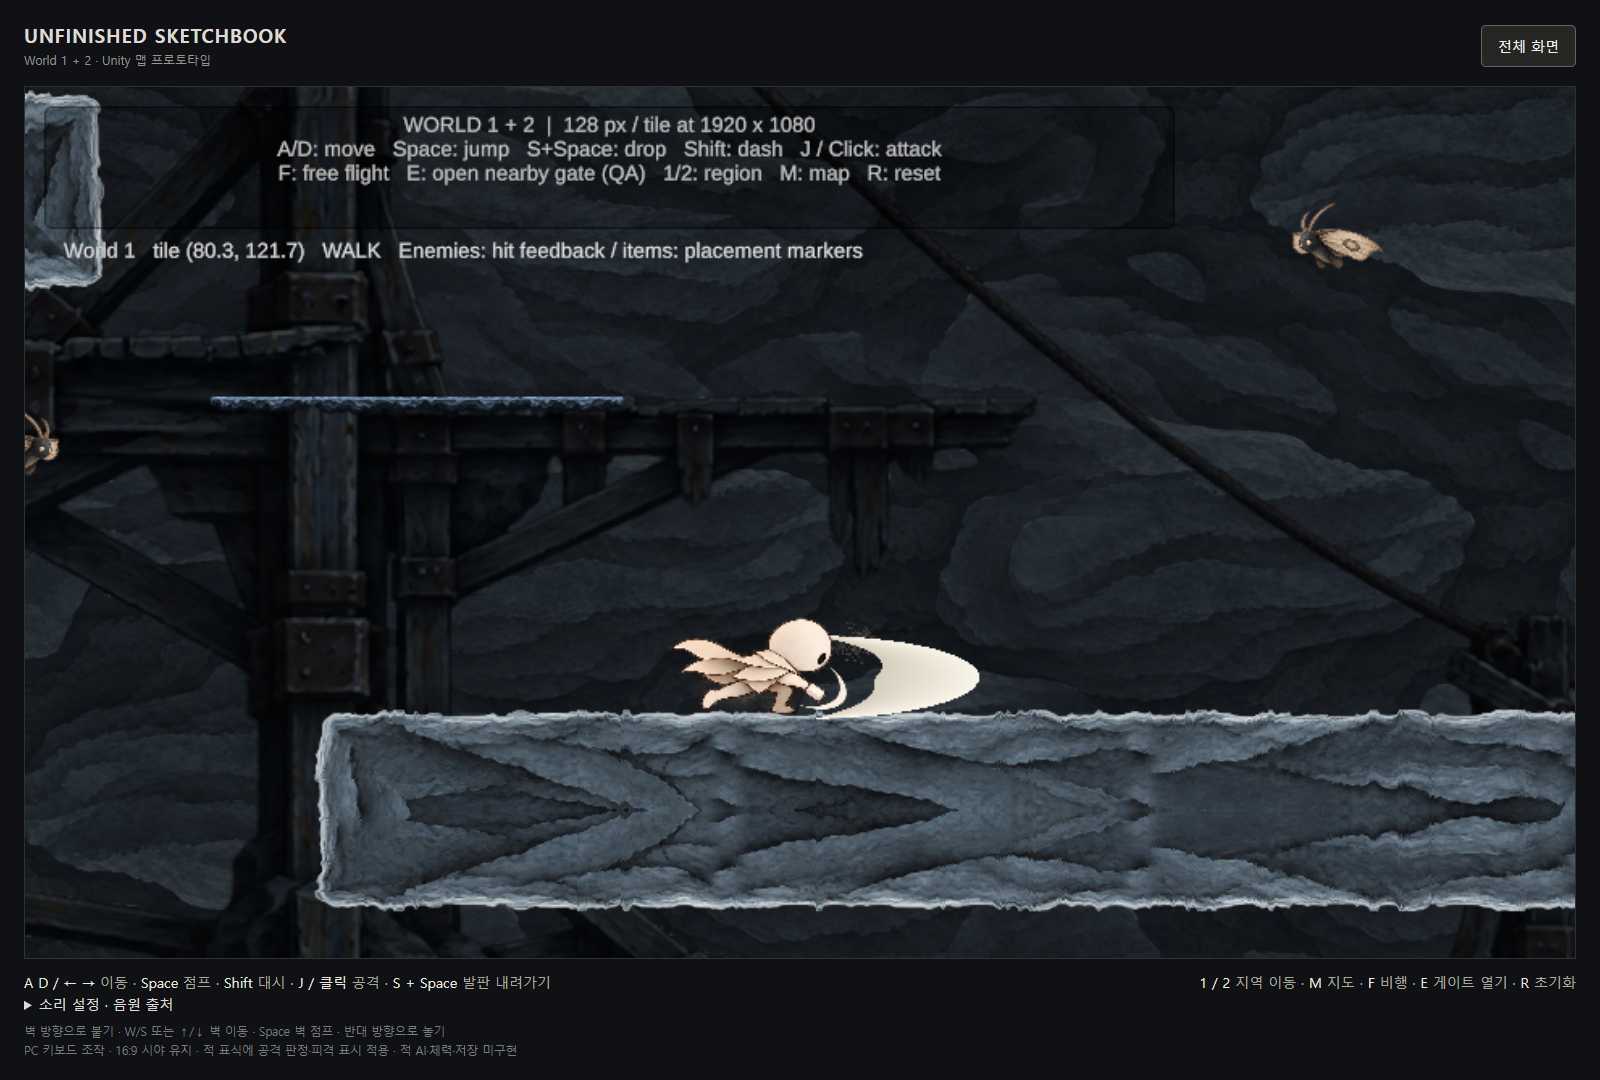 UNFINISHED SKETCHBOOK
World 1 + 2 · Unity 맵 프로토타입
전체 화면
WORLD 1 + 2 | 128 px / tile at 1920 x 1080
A/D: move Space: jump S+Space: drop Shift: dash J / Click: attack
F: free flight E: open nearby gate (QA) 1/2: region M: map R: reset
World 1 tile (80.3, 121.7) WALK Enemies: hit feedback / items: placement markers
A D / ← → 이동 · Space 점프 · Shift 대시 · J / 클릭 공격 · S + Space 발판 내려가기
1 / 2 지역 이동 · M 지도 · F 비행 · E 게이트 열기 · R 초기화
▶ 소리 설정 · 음원 출처
벽 방향으로 붙기 · W/S 또는 ↑/↓ 벽 이동 · Space 벽 점프 · 반대 방향으로 놓기
PC 키보드 조작 · 16:9 시야 유지 · 적 표식에 공격 판정·피격 표시 적용 · 적 AI·체력·저장 미구현